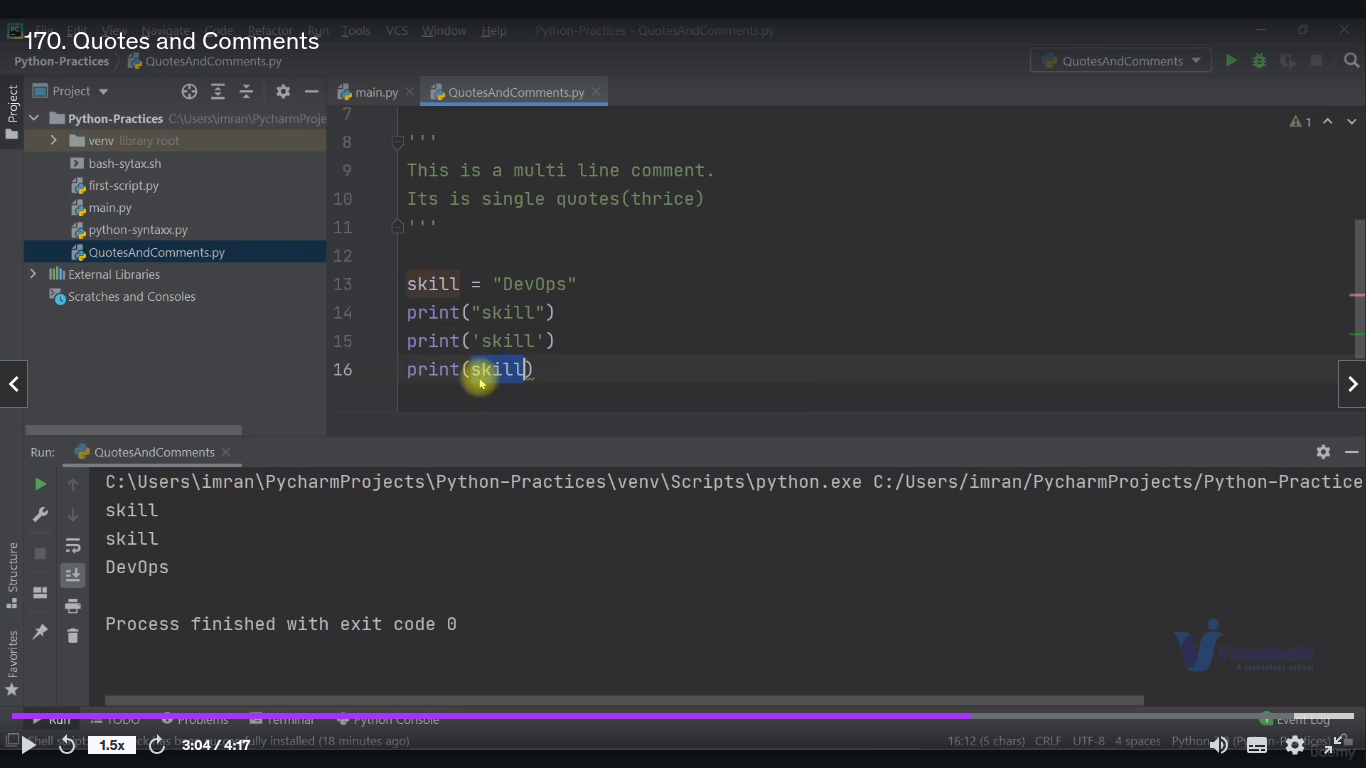 File Edit View Navigate Code Refactor Run Tools VCS Window Help Python-Practices - QuotesAndComments.py
170. Quotes and Comments
Python-Practices QuotesAndComments.py QuotesAndComments
Project
Project
main.py QuotesAndComments.py
Python-Practices C:\Users\imran\PycharmProje
venv library root
bash-sytax.sh
first-script.py
main.py
python-syntaxx.py
QuotesAndComments.py
External Libraries
Scratches and Consoles
1
7
8 '''
9 This is a multi line comment.
10 Its is single quotes(thrice)
11 '''
12
13 skill = "DevOps"
14 print("skill")
15 print('skill')
16 print(skill)
Run: QuotesAndComments
C:\Users\imran\PycharmProjects\Python-Practices\venv\Scripts\python.exe C:/Users/imran/PycharmProjects/Python-Practice
skill
skill
DevOps
Process finished with exit code 0
Structure
Favorites
Visualpath
A technology school
Run TODO Problems Terminal Python Console Event Log
successfully installed (18 minutes ago) 16:12 (5 chars) CRLF UTF-8 4 spaces
1.5x 3:04 / 4:17
udemy